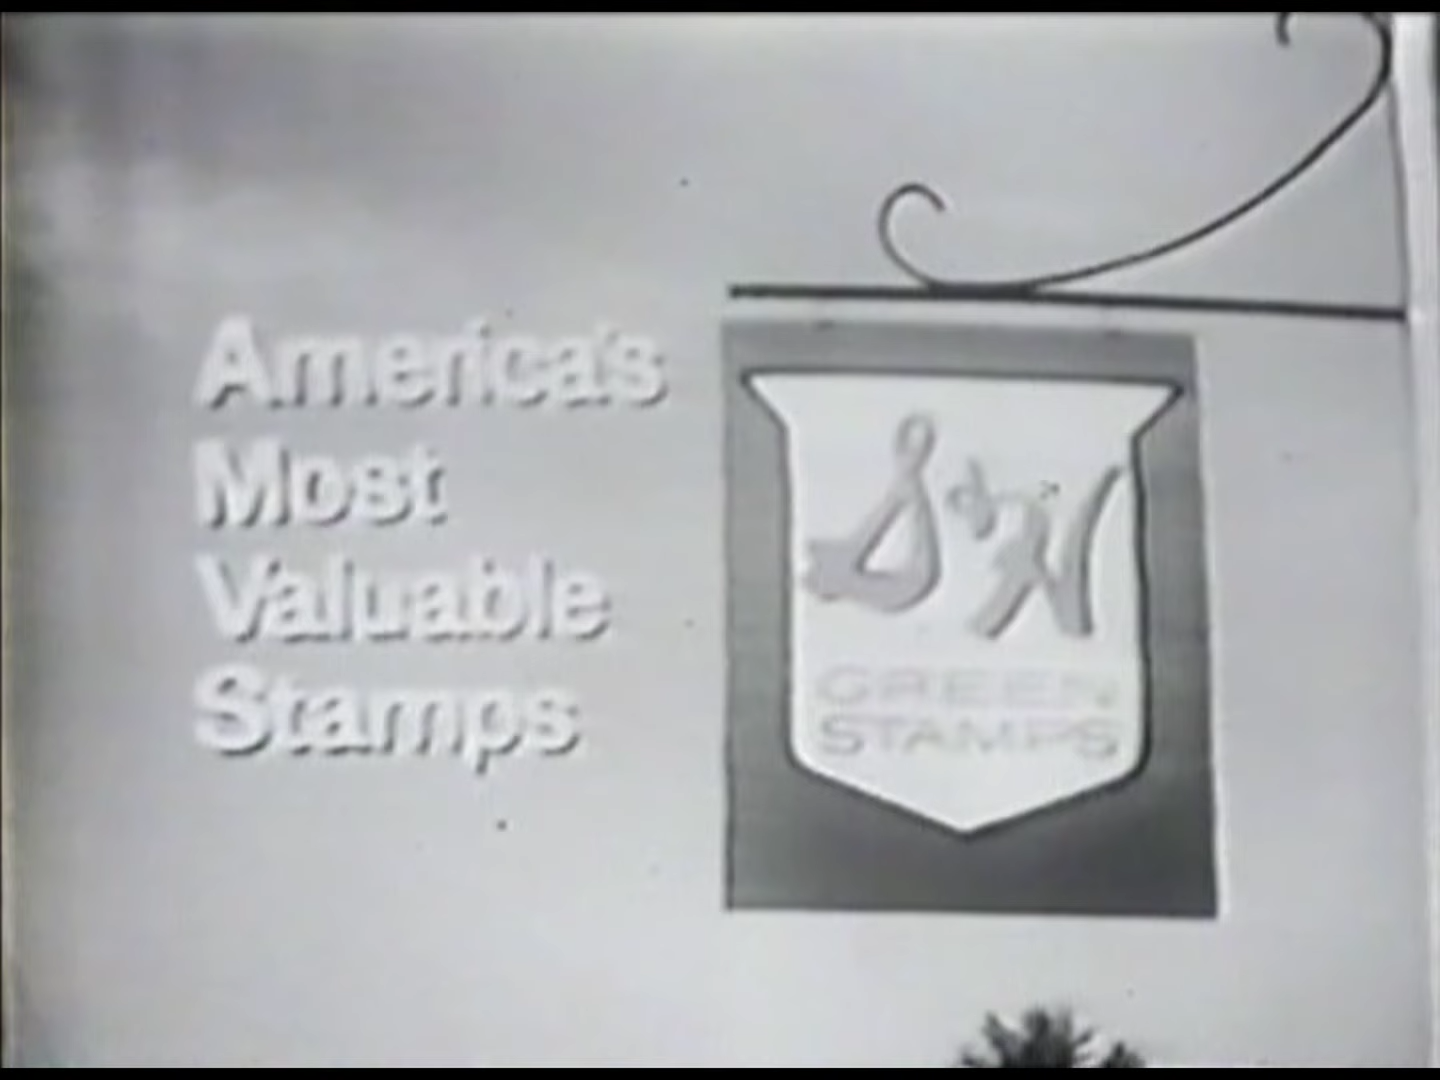 America's
Most
Valuable
Stamps
S&H
GREEN
STAMPS